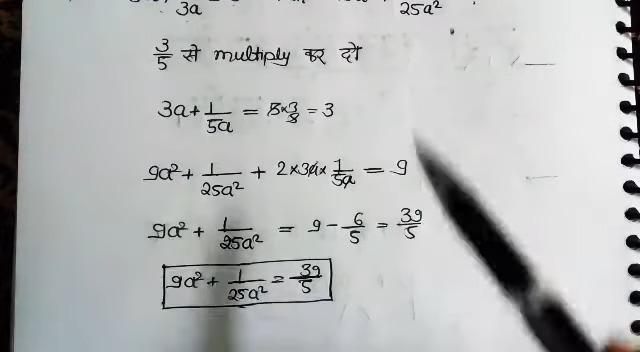 3a 25a²
3/5 से multiply कर दो
3a + 1/5a = 5 × 3/5 = 3
9a² + 1/25a² + 2×3a× 1/5a = 9
9a² + 1/25a² = 9 - 6/5 = 39/5
9a² + 1/25a² = 39/5